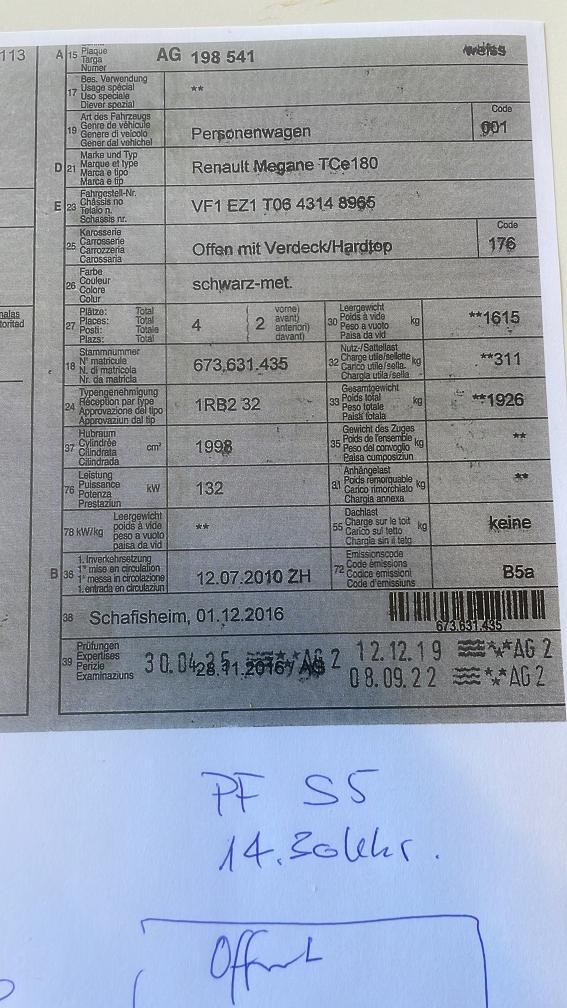 113
A 15 Plaque AG 198 541 weiss
Targa
Numer
17 Bes. Verwendung
Usage spécial **
Uso speciale
Diever spezial
19 Art des Fahrzeugs Code
Genre de véhicule Personenwagen 001
Genere di veicolo
Gener dal vehichel
D 21 Marke und Typ
Marque et type Renault Megane TCe180
Marca e tipo
Marca e tip
E 23 Fahrgestell-Nr.
Châssis no VF1 EZ1 T06 4314 8965
Telaio n.
Schassis nr.
25 Karosserie Code
Carrosserie Offen mit Verdeck/Hardtop 176
Carrozzeria
Carossaria
26 Farbe
Couleur schwarz-met.
Colore
Colur
27 Plätze: Total 4 ( 2 vorne)
Places: Total avant)
Posti: Totale anteriori)
Plazs: Total davant)
30 Leergewicht
Poids à vide kg **1615
Peso a vuoto
Paisa da vid
18 Stammnummer
N° matricule 673.631.435
N. di matricola
Nr. da matricla
32 Nutz-/Sattellast
Charge utile/sellette kg **311
Carico utile/sella.
Chargia utila/sella
24 Typengenehmigung
Réception par type 1RB2 32
Approvazione del tipo
Approvaziun dal tip
33 Gesamtgewicht
Poids total kg **1926
Peso totale
Paisa totala
37 Hubraum
Cylindrée cm³ 1998
Cilindrata
Cilindrada
35 Gewicht des Zuges
Poids de l'ensemble kg **
Peso del convoglio
Paisa cumposiziun
76 Leistung
Puissance kW 132
Potenza
Prestaziun
31 Anhängelast
Poids remorquable kg **
Carico rimorchiato
Chargia annexa
78 kW/kg Leergewicht
poids à vide **
peso a vuoto
paisa da vid
55 Dachlast
Charge sur le toit kg keine
Carico sul tetto
Chargia sin il tetg
B 36 1. Inverkehrsetzung
1re mise en circulation 12.07.2010 ZH
1a messa in circolazione
1. entrada en circulaziun
72 Emissionscode
Code émissions B5a
Codice emissioni
Code d'emissiuns
38 Schafisheim, 01.12.2016
673.631.435
39 Prüfungen
Expertises
Perizie
Examinaziuns
30.04.25 AG 2 12.12.19 AG 2
28.11.2016 / AG 08.09.22 AG 2
PF S5
14.30 Uhr.